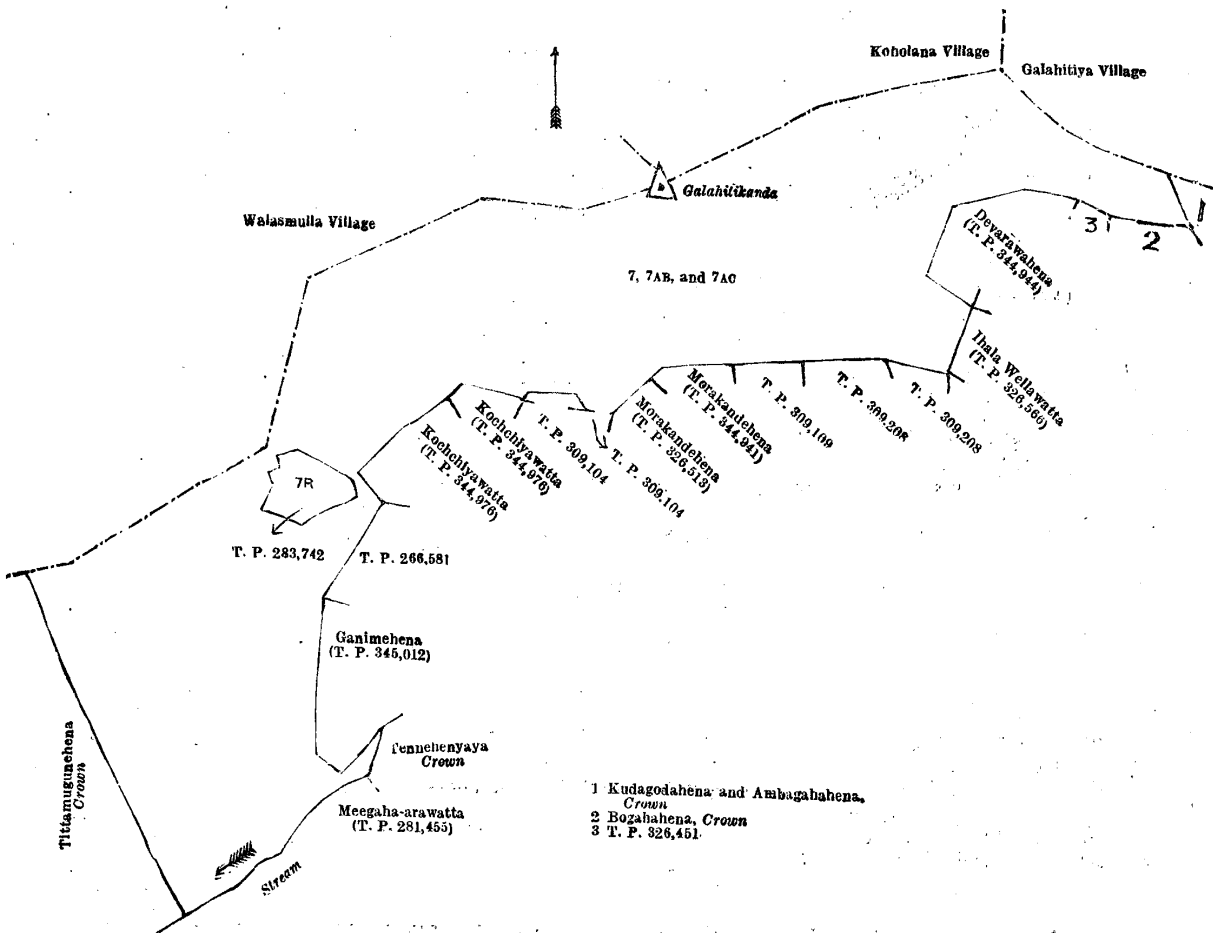 Koholana Village
Galahitiya Village
Galahitikanda
Walasmulla Village
7, 7AB, and 7AC
1
2
3
Devarawahena
(T. P. 344,944)
Ihala Wellawatta
(T. P. 326,566)
T. P. 309,208
T. P. 309,208
T. P. 309,109
Morakandehena
(T. P. 344,941)
Morakandehena
(T. P. 326,513)
T. P. 309,104
T. P. 309,104
Kochchiyawatta
(T. P. 344,976)
Kochchiyawatta
(T. P. 344,976)
7R
T. P. 283,742
T. P. 266,581
Ganimehena
(T. P. 345,012)
Tennehenyaya
Crown
Meegaha-arawatta
(T. P. 281,455)
Tittamugunehena
Crown
Stream
1 Kudagodahena and Ambagahahena,
Crown
2 Bogahahena, Crown
3 T. P. 326,451